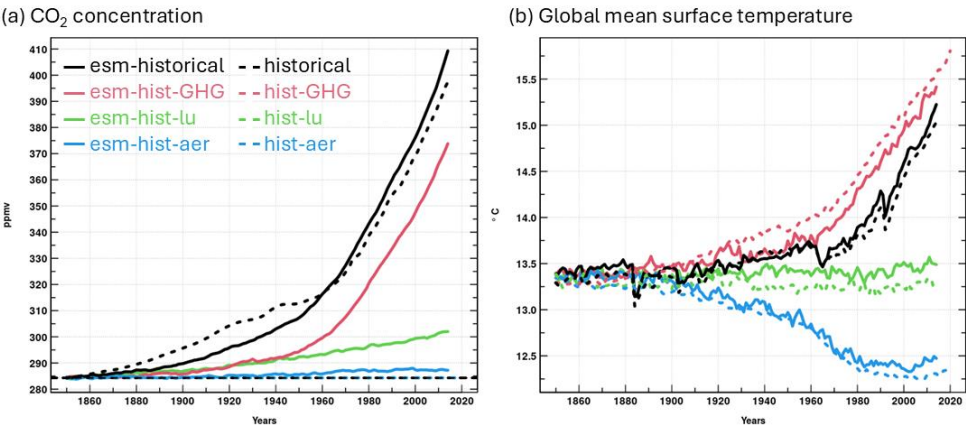 (a) CO₂ concentration
(b) Global mean surface temperature
410
400
390
380
370
360
350
340
330
320
310
300
290
280
ppmv
esm-historical historical
esm-hist-GHG hist-GHG
esm-hist-lu hist-lu
esm-hist-aer hist-aer
1860 1880 1900 1920 1940 1960 1980 2000 2020
Years
15.5
15.0
14.5
14.0
13.5
13.0
12.5
° C
1860 1880 1900 1920 1940 1960 1980 2000 2020
Years